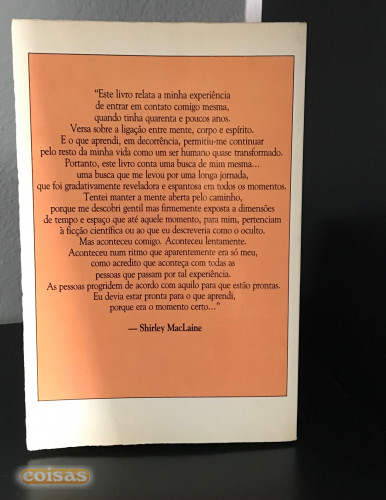 "Este livro relata a minha experiência
de entrar em contato comigo mesma,
quando tinha quarenta e poucos anos.
Versa sobre a ligação entre mente, corpo e espírito.
E o que aprendi, em decorrência, permitiu-me continuar
pelo resto da minha vida como um ser humano quase transformado.
Portanto, este livro conta uma busca de mim mesma...
uma busca que me levou por uma longa jornada,
que foi gradativamente reveladora e espantosa em todos os momentos.
Tentei manter a mente aberta pelo caminho,
porque me descobri gentil mas firmemente exposta a dimensões
de tempo e espaço que até aquele momento, para mim, pertenciam
à ficção científica ou ao que eu descreveria como o oculto.
Mas aconteceu comigo. Aconteceu lentamente.
Aconteceu num ritmo que aparentemente era só meu,
como acredito que aconteça com todas as
pessoas que passam por tal experiência.
As pessoas progridem de acordo com aquilo para que estão prontas.
Eu devia estar pronta para o que aprendi,
porque era o momento certo..."
— Shirley MacLaine
coisas